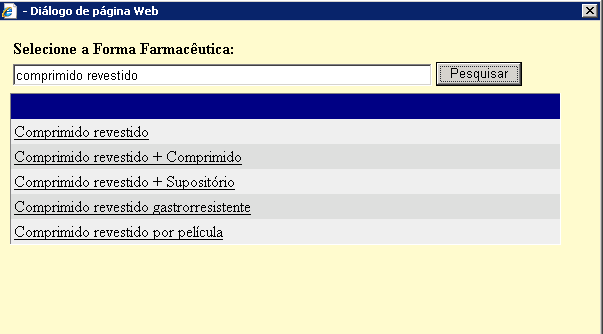 - Diálogo de página Web
Selecione a Forma Farmacêutica:
comprimido revestido
Pesquisar
Comprimido revestido
Comprimido revestido + Comprimido
Comprimido revestido + Supositório
Comprimido revestido gastrorresistente
Comprimido revestido por película